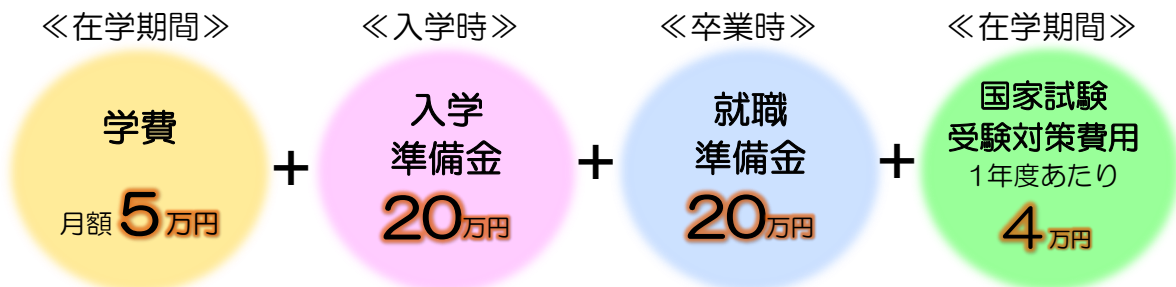 ≪在学期間≫
学費
月額5万円
+
≪入学時≫
入学
準備金
20万円
+
≪卒業時≫
就職
準備金
20万円
+
≪在学期間≫
国家試験
受験対策費用
1年度あたり
4万円